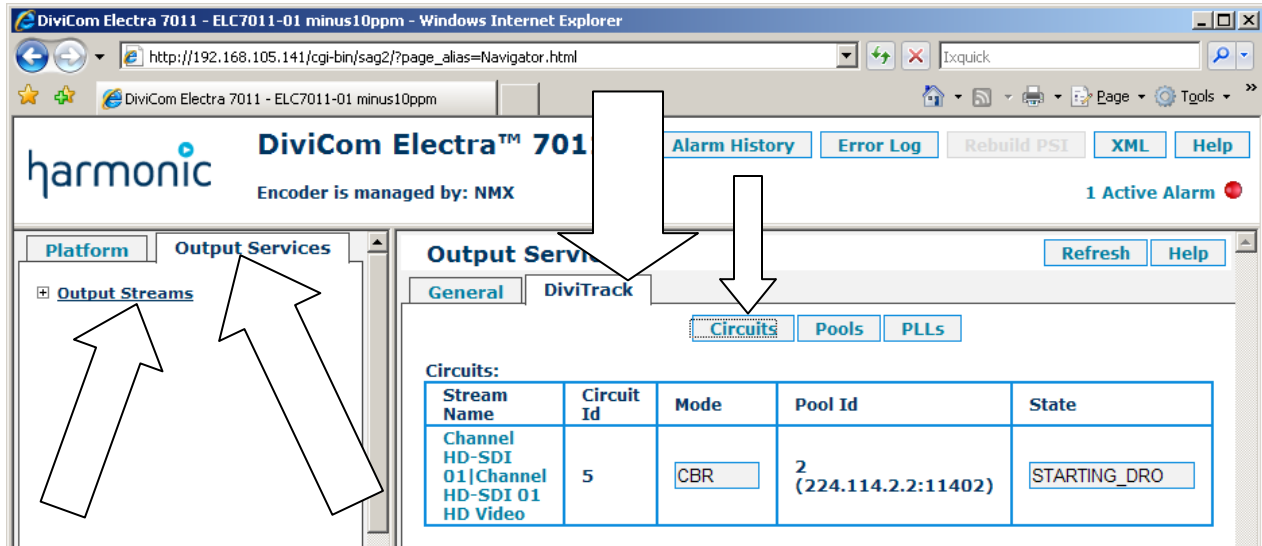 DiviCom Electra 7011 - ELC7011-01 minus10ppm - Windows Internet Explorer
http://192.168.105.141/cgi-bin/sag2/?page_alias=Navigator.html
Ixquick
DiviCom Electra 7011 - ELC7011-01 minus10ppm
Page
Tools
»
harmonic
DiviCom Electra™ 701
Alarm History
Error Log
Rebuild PSI
XML
Help
Encoder is managed by: NMX
1 Active Alarm
Platform
Output Services
Output Streams
Output Servi
Refresh
Help
General
DiviTrack
Circuits
Pools
PLLs
Circuits:
Stream Name
Circuit Id
Mode
Pool Id
State
Channel
HD-SDI
01|Channel
HD-SDI 01
HD Video
5
CBR
2
(224.114.2.2:11402)
STARTING_DRO